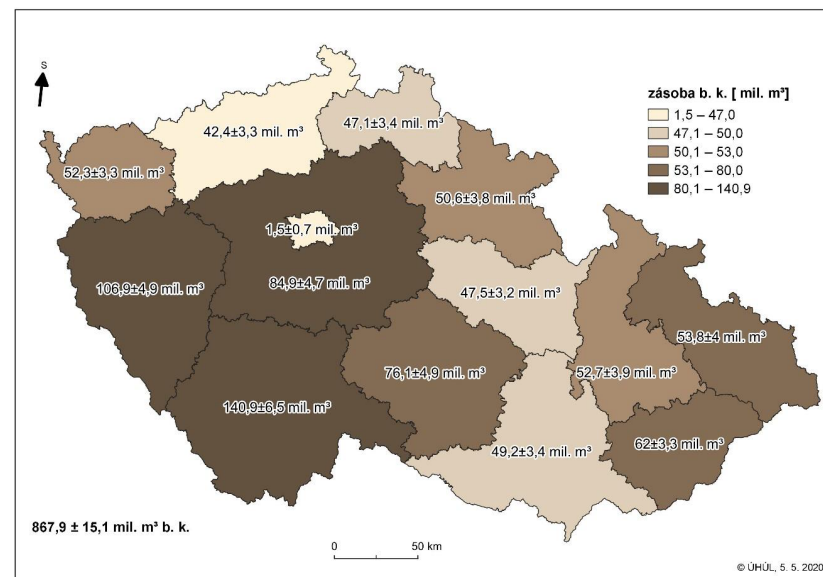 S
zásoba b. k. [ mil. m³]
1,5 – 47,0
47,1 – 50,0
50,1 – 53,0
53,1 – 80,0
80,1 – 140,9
42,4±3,3 mil. m³
47,1±3,4 mil. m³
52,3±3,3 mil. m³
50,6±3,8 mil. m³
1,5±0,7 mil. m³
106,9±4,9 mil. m³
84,9±4,7 mil. m³
47,5±3,2 mil. m³
53,8±4 mil. m³
76,1±4,9 mil. m³
52,7±3,9 mil. m³
140,9±6,5 mil. m³
62±3,3 mil. m³
49,2±3,4 mil. m³
867,9 ± 15,1 mil. m³ b. k.
0 50 km
© ÚHÚL, 5. 5. 2020